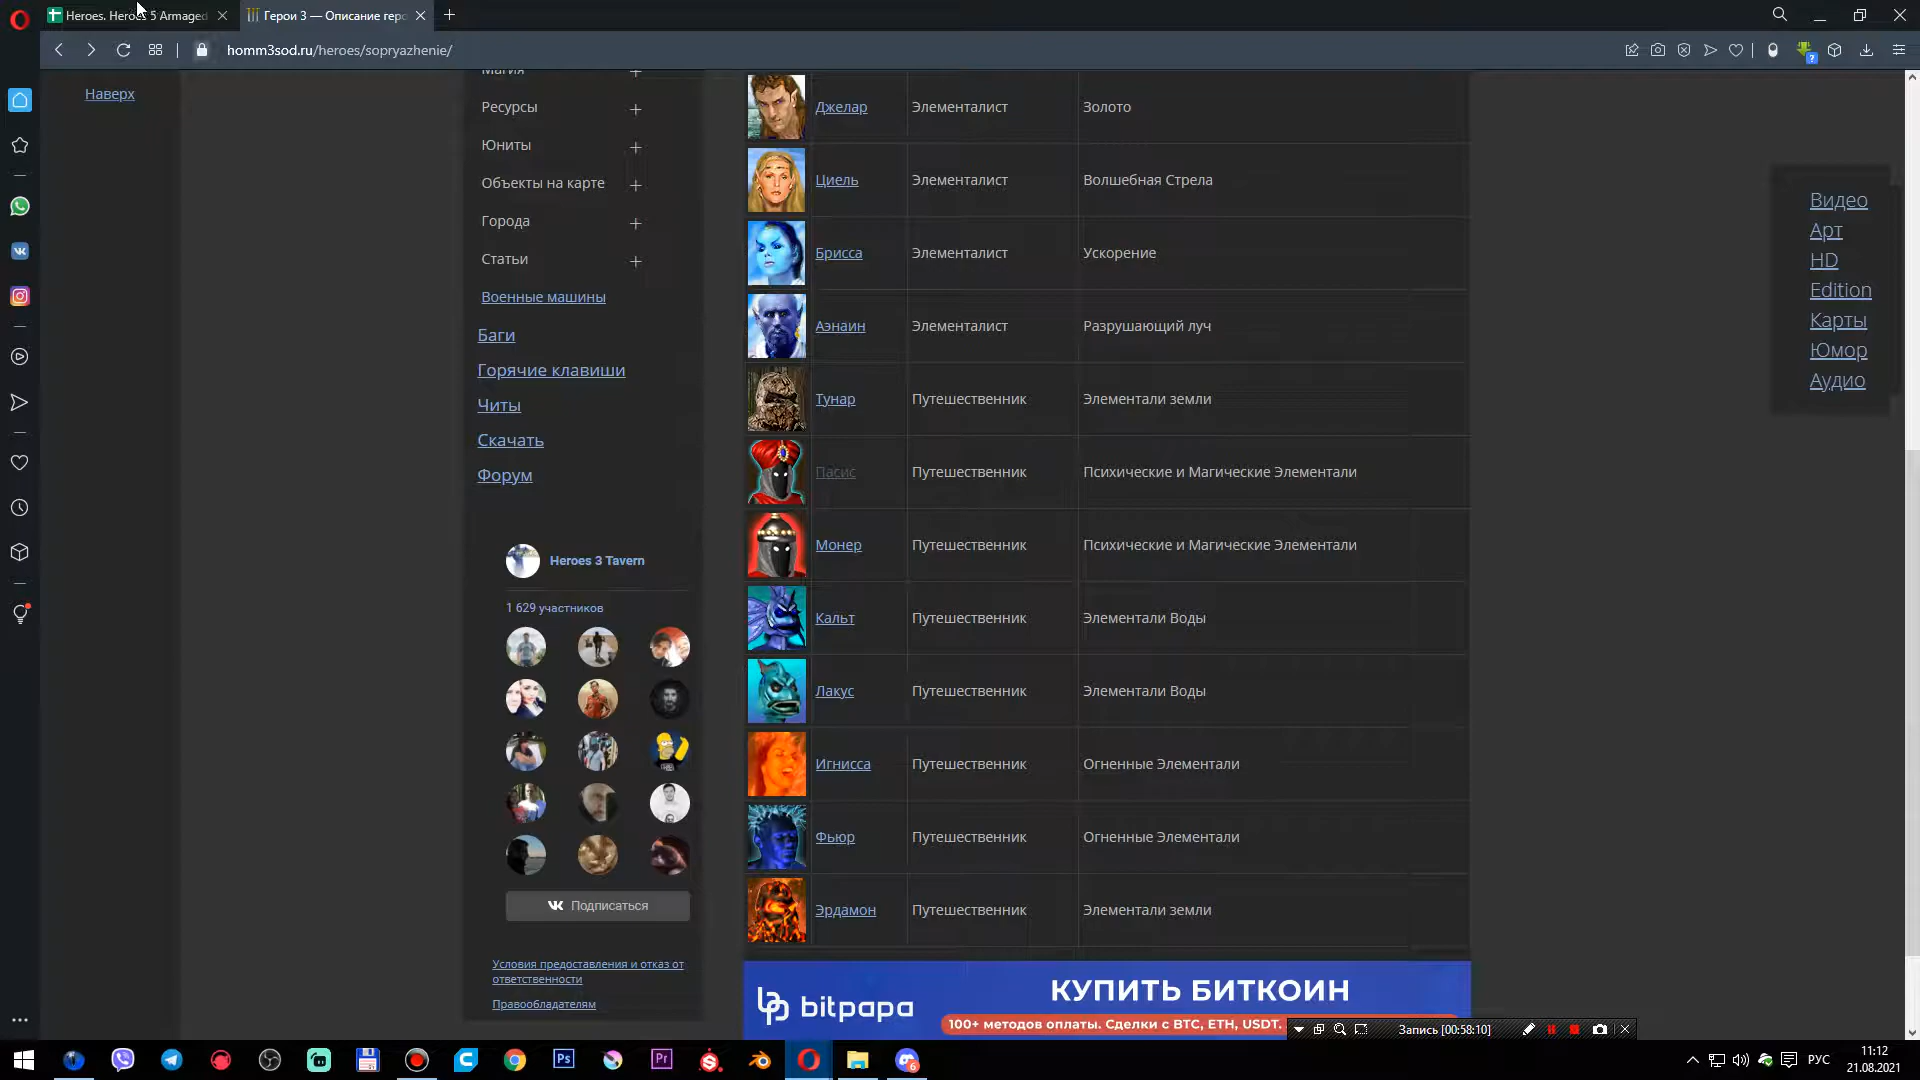 Heroes. Heroes 5 Armaged
Герои 3 — Описание геро
homm3sod.ru/heroes/sopryazhenie/
Наверх
Магия
Ресурсы
Юниты
Объекты на карте
Города
Статьи
Военные машины
Баги
Горячие клавиши
Читы
Скачать
Форум
Heroes 3 Tavern
1 629 участников
Подписаться
Условия предоставления и отказ от
ответственности
Правообладателям
Джелар Элементалист Золото
Циель Элементалист Волшебная Стрела
Брисса Элементалист Ускорение
Аэнаин Элементалист Разрушающий луч
Тунар Путешественник Элементали земли
Пасис Путешественник Психические и Магические Элементали
Монер Путешественник Психические и Магические Элементали
Кальт Путешественник Элементали Воды
Лакус Путешественник Элементали Воды
Игнисса Путешественник Огненные Элементали
Фьюр Путешественник Огненные Элементали
Эрдамон Путешественник Элементали земли
Видео
Арт
HD
Edition
Карты
Юмор
Аудио
bitpapa
КУПИТЬ БИТКОИН
100+ методов оплаты. Сделки с BTC, ETH, USDT.
Запись [00:58:10]
Ps
Pr
6
РУС
11:12
21.08.2021